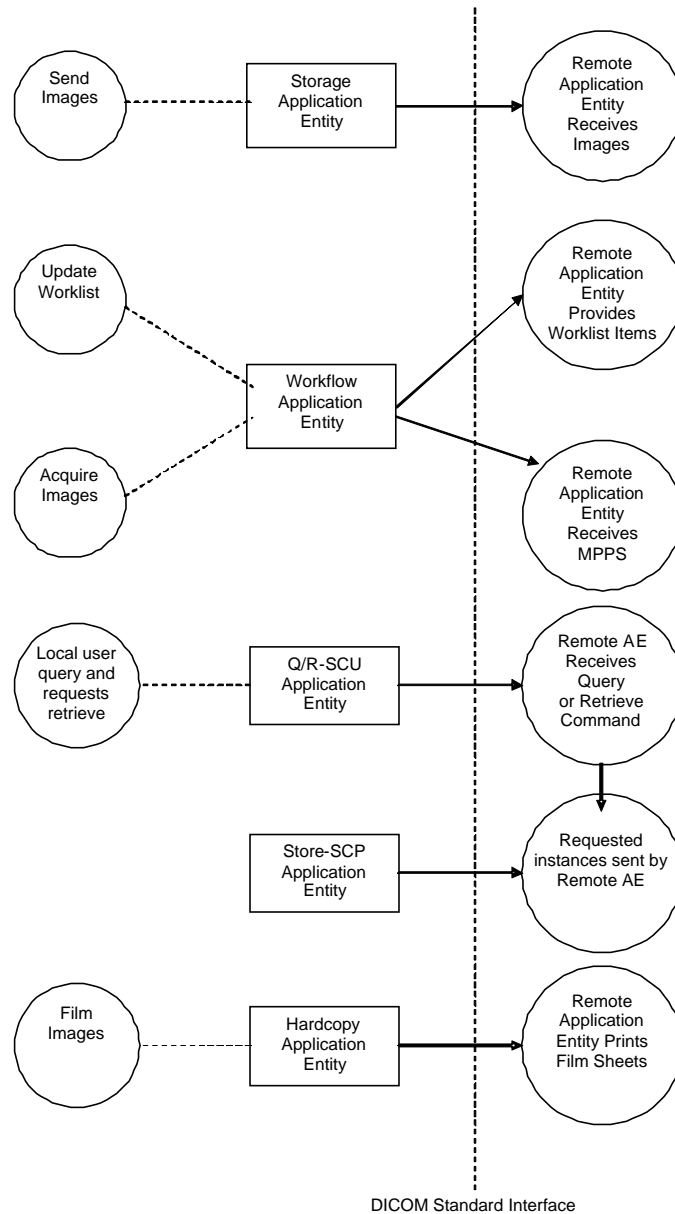 Send
Images
Storage
Application
Entity
Remote
Application
Entity
Receives
Images
Update
Worklist
Remote
Application
Entity
Provides
Worklist Items
Workflow
Application
Entity
Acquire
Images
Remote
Application
Entity
Receives
MPPS
Local user
query and
requests
retrieve
Q/R-SCU
Application
Entity
Remote AE
Receives
Query
or Retrieve
Command
Store-SCP
Application
Entity
Requested
instances sent by
Remote AE
Film
Images
Hardcopy
Application
Entity
Remote
Application
Entity Prints
Film Sheets
DICOM Standard Interface